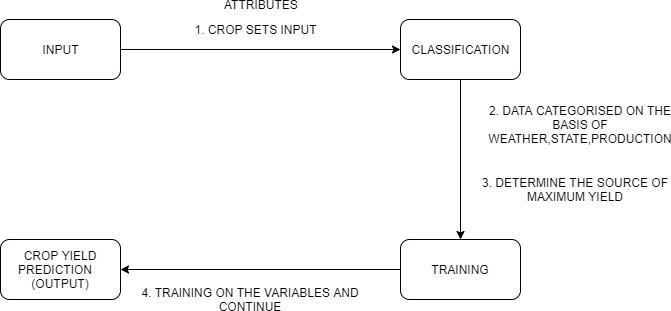 ATTRIBUTES
1. CROP SETS INPUT
INPUT
CLASSIFICATION
2. DATA CATEGORISED ON THE
BASIS OF
WEATHER,STATE,PRODUCTION
3. DETERMINE THE SOURCE OF
MAXIMUM YIELD
CROP YIELD
PREDICTION
(OUTPUT)
TRAINING
4. TRAINING ON THE VARIABLES AND
CONTINUE